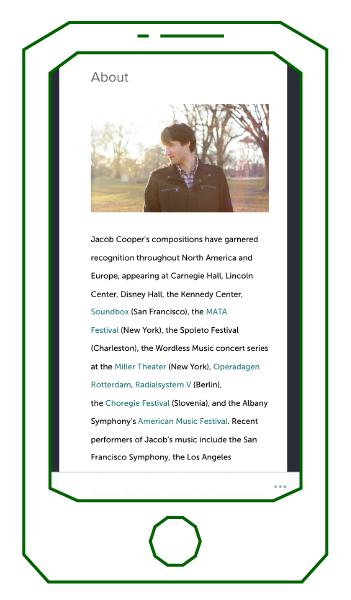 About
Jacob Cooper's compositions have garnered
recognition throughout North America and
Europe, appearing at Carnegie Hall, Lincoln
Center, Disney Hall, the Kennedy Center,
Soundbox (San Francisco), the MATA
Festival (New York), the Spoleto Festival
(Charleston), the Wordless Music concert series
at the Miller Theater (New York), Operadagen
Rotterdam, Radialsystem V (Berlin),
the Choregie Festival (Slovenia), and the Albany
Symphony's American Music Festival. Recent
performers of Jacob's music include the San
Francisco Symphony, the Los Angeles